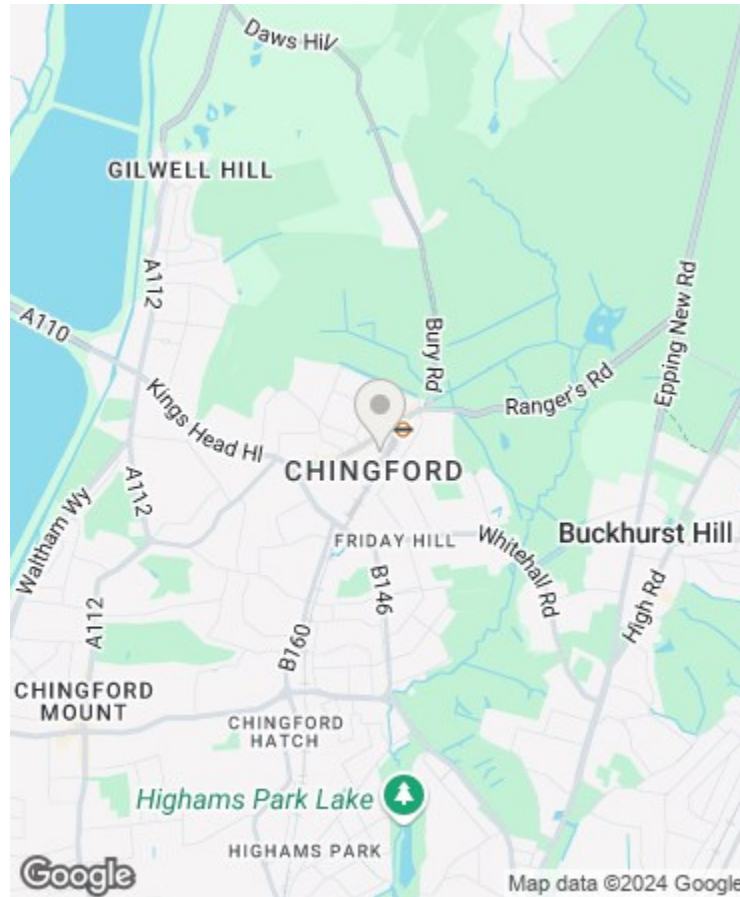 Daws Hil
GILWELL HILL
A112
A110
Bury Rd
Epping New Rd
Ranger's Rd
Kings Head Hl
CHINGFORD
A112
Waltham Wy
FRIDAY HILL
Whitehall Rd
Buckhurst Hill
B146
A112
High Rd
B160
CHINGFORD
MOUNT
CHINGFORD
HATCH
Highams Park Lake
HIGHAMS PARK
Google
Map data ©2024 Google